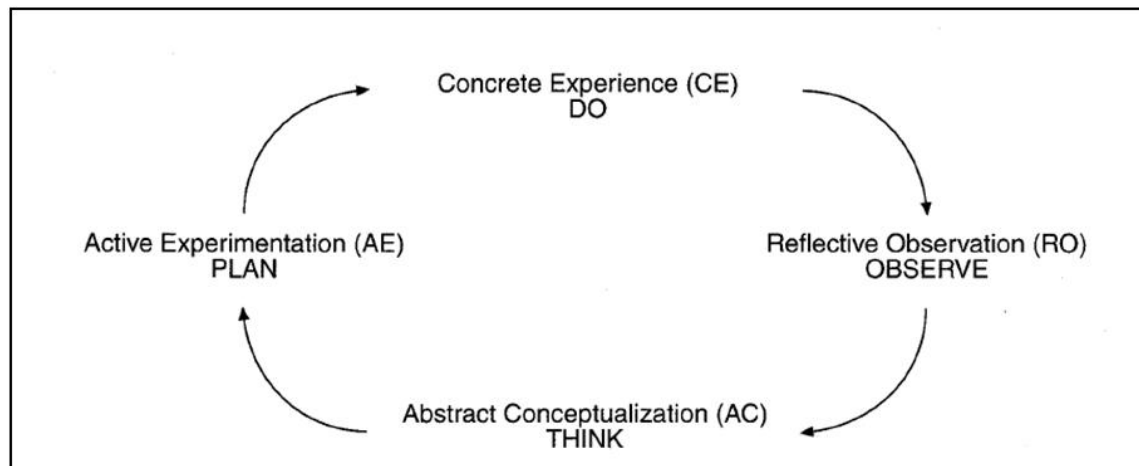 Concrete Experience (CE)
DO
Active Experimentation (AE)
PLAN
Reflective Observation (RO)
OBSERVE
Abstract Conceptualization (AC)
THINK